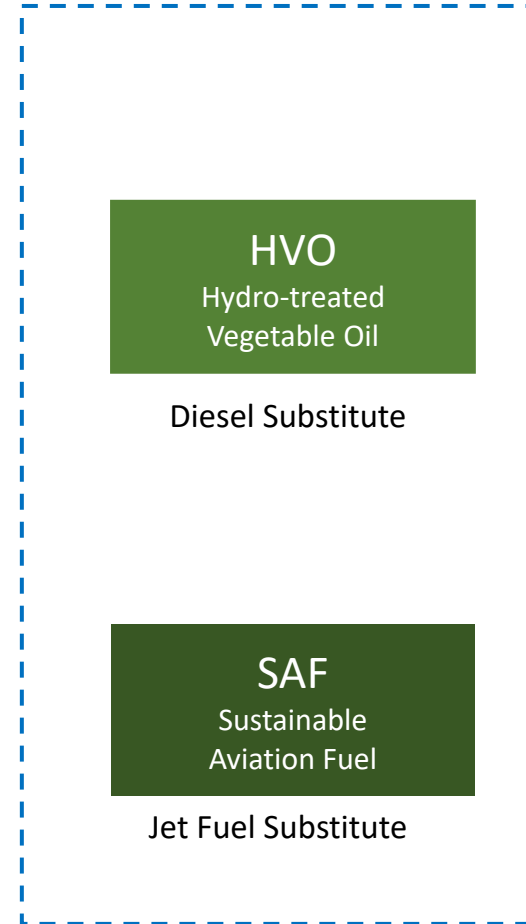 HVO
Hydro-treated
Vegetable Oil
Diesel Substitute
SAF
Sustainable
Aviation Fuel
Jet Fuel Substitute